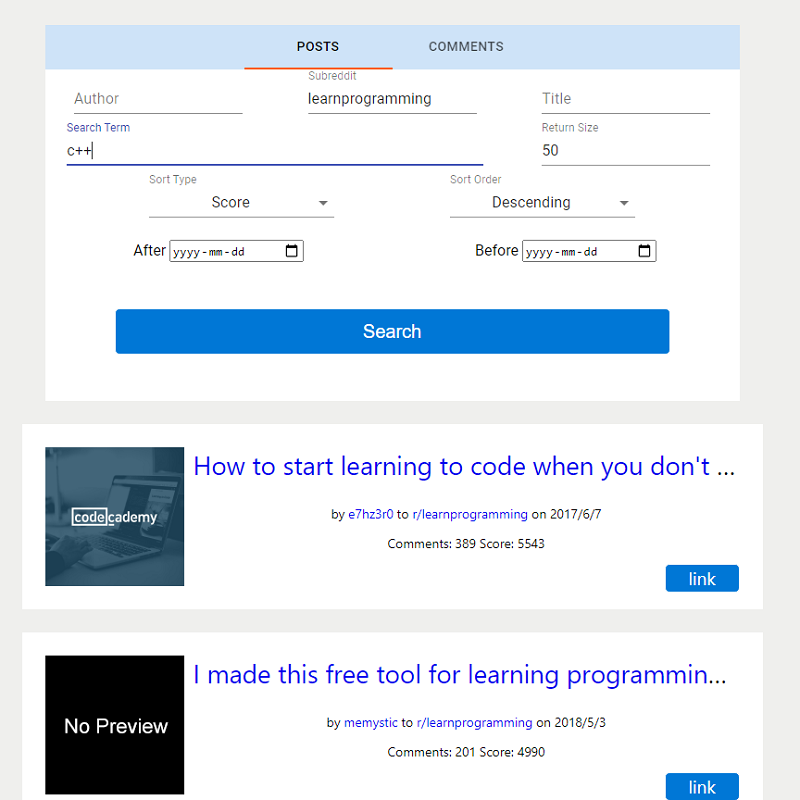 POSTS COMMENTS
Subreddit
Author learnprogramming Title
Search Term Return Size
c++ 50
Sort Type Sort Order
Score Descending
After yyyy-mm-dd Before yyyy-mm-dd
Search
How to start learning to code when you don't ...
codecademy
by e7hz3r0 to r/learnprogramming on 2017/6/7
Comments: 389 Score: 5543
link
I made this free tool for learning programmin...
No Preview
by memystic to r/learnprogramming on 2018/5/3
Comments: 201 Score: 4990
link